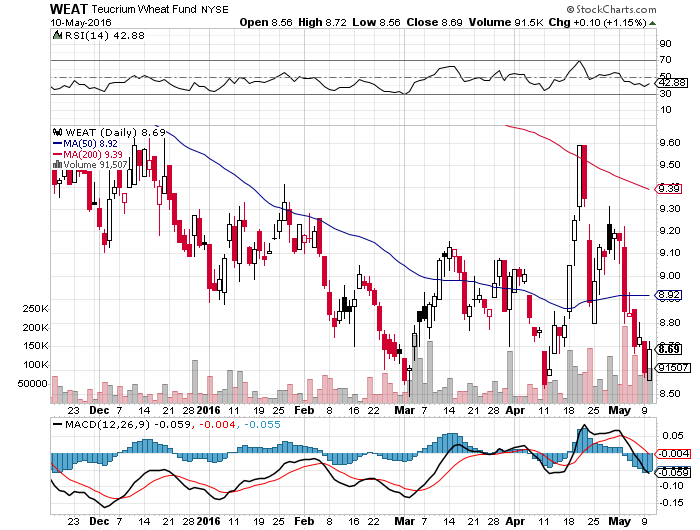 WEAT Teucrium Wheat Fund NYSE © StockCharts.com
10-May-2016 Open 8.56 High 8.72 Low 8.56 Close 8.69 Volume 91.5K Chg +0.10 (+1.15%)
RSI(14) 42.88
90
70
50
42.88
30
10
WEAT (Daily) 8.69
MA(50) 8.92
MA(200) 9.39
Volume 91,507
9.60
9.50
9.39
9.30
9.20
9.10
9.00
8.92
8.80
8.69
91507
8.50
250K
200K
150K
100K
50000
23 Dec 7 14 21 28 2016 11 19 25 Feb 8 16 22 Mar 7 14 21 28 Apr 11 18 25 May 9
MACD(12,26,9) -0.059, -0.004, -0.055
0.05
-0.004
-0.059
-0.10
-0.15
23 Dec 7 14 21 28 2016 11 19 25 Feb 8 16 22 Mar 7 14 21 28 Apr 11 18 25 May 9